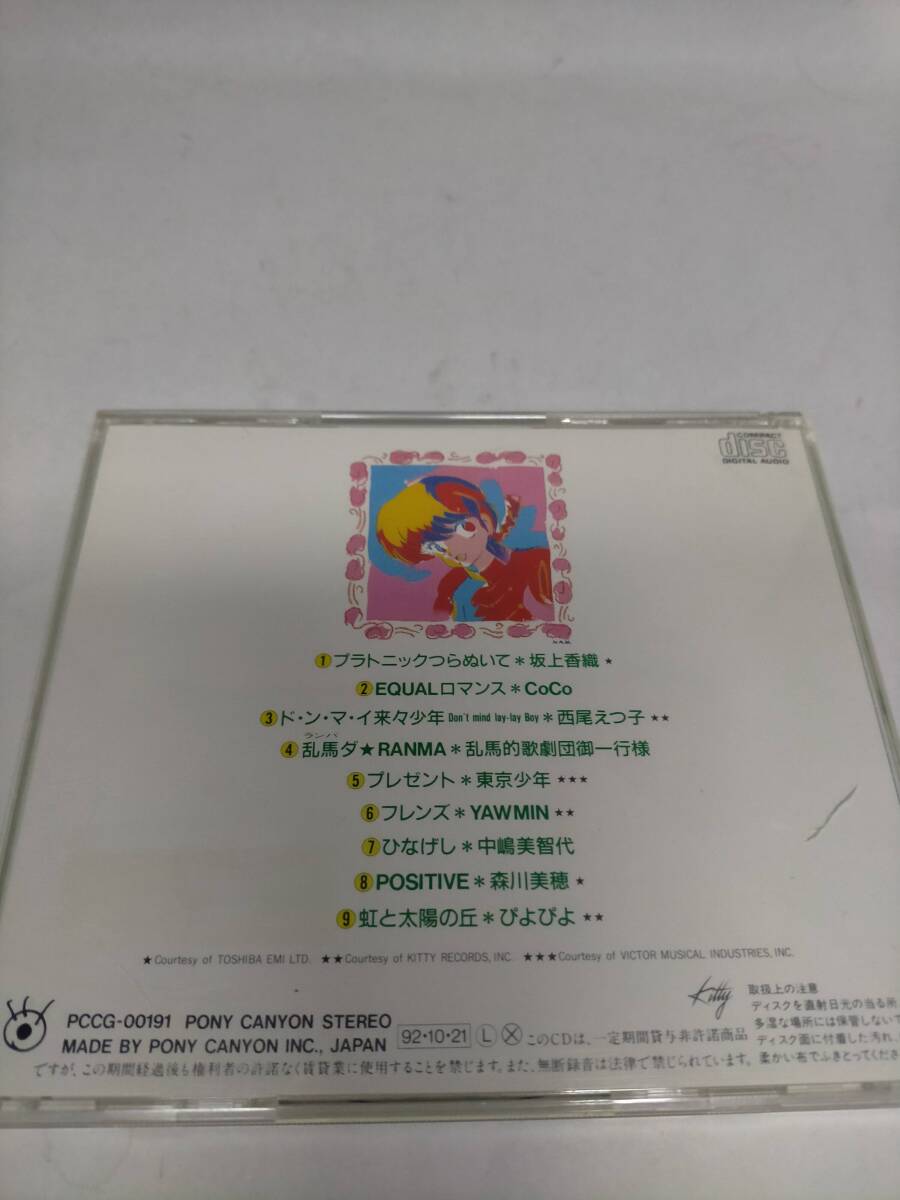 COMPACT
disc
DIGITAL AUDIO
1 プラトニックつらぬいて＊坂上香織 ★
2 EQUALロマンス＊CoCo
3 ド・ン・マ・イ来々少年 Don't mind lay-lay Boy＊西尾えつ子 ★★
ランバ
4 乱馬ダ★RANMA＊乱馬的歌劇団御一行様
5 プレゼント＊東京少年 ★★★
6 フレンズ＊YAWMIN ★★
7 ひなげし＊中嶋美智代
8 POSITIVE＊森川美穂 ★
9 虹と太陽の丘＊ぴよぴよ ★★
★Courtesy of TOSHIBA EMI LTD. ★★Courtesy of KITTY RECORDS, INC. ★★★Courtesy of VICTOR MUSICAL INDUSTRIES, INC.
Kitty
取扱上の注意
ディスクを直射日光の当る所
多湿な場所には保管しないで
ディスク面に付着した汚れ、
柔かい布でふきとってくださ
PCCG-00191 PONY CANYON STEREO
MADE BY PONY CANYON INC., JAPAN
92・10・21 L X このCDは、一定期間貸与非許諾商品
ですが、この期間経過後も権利者の許諾なく賃貸業に使用することを禁じます。また、無断録音は法律で禁じられています。